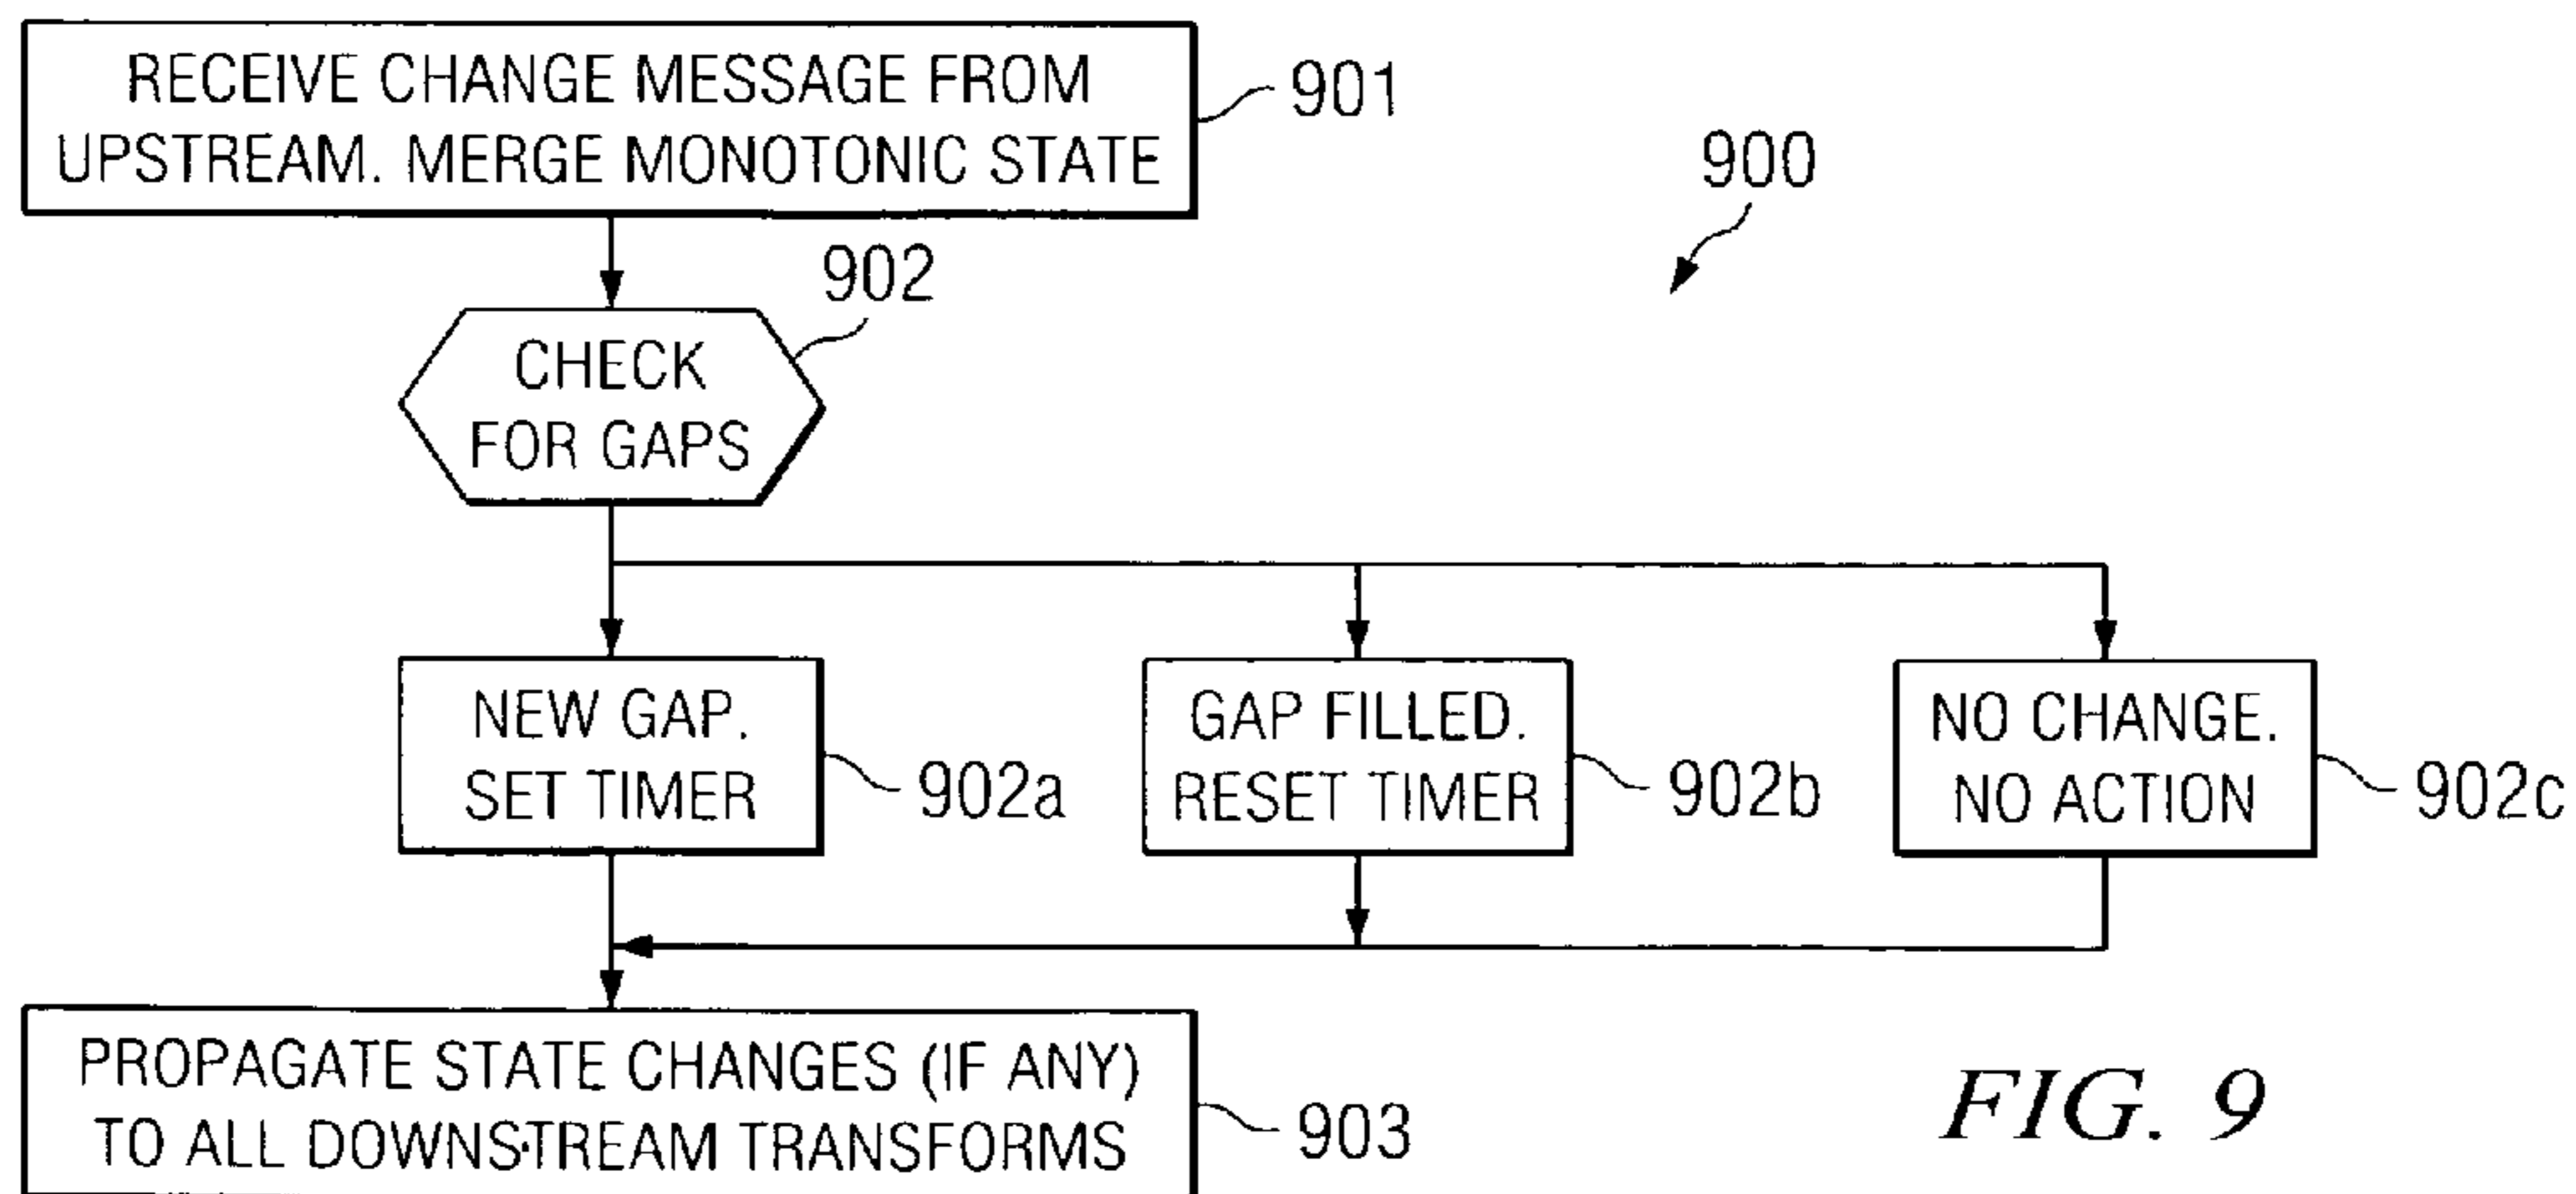 RECEIVE CHANGE MESSAGE FROM
UPSTREAM. MERGE MONOTONIC STATE
901
900
902
CHECK
FOR GAPS
NEW GAP.
SET TIMER
902a
GAP FILLED.
RESET TIMER
902b
NO CHANGE.
NO ACTION
902c
PROPAGATE STATE CHANGES (IF ANY)
TO ALL DOWNSTREAM TRANSFORMS
903
FIG. 9